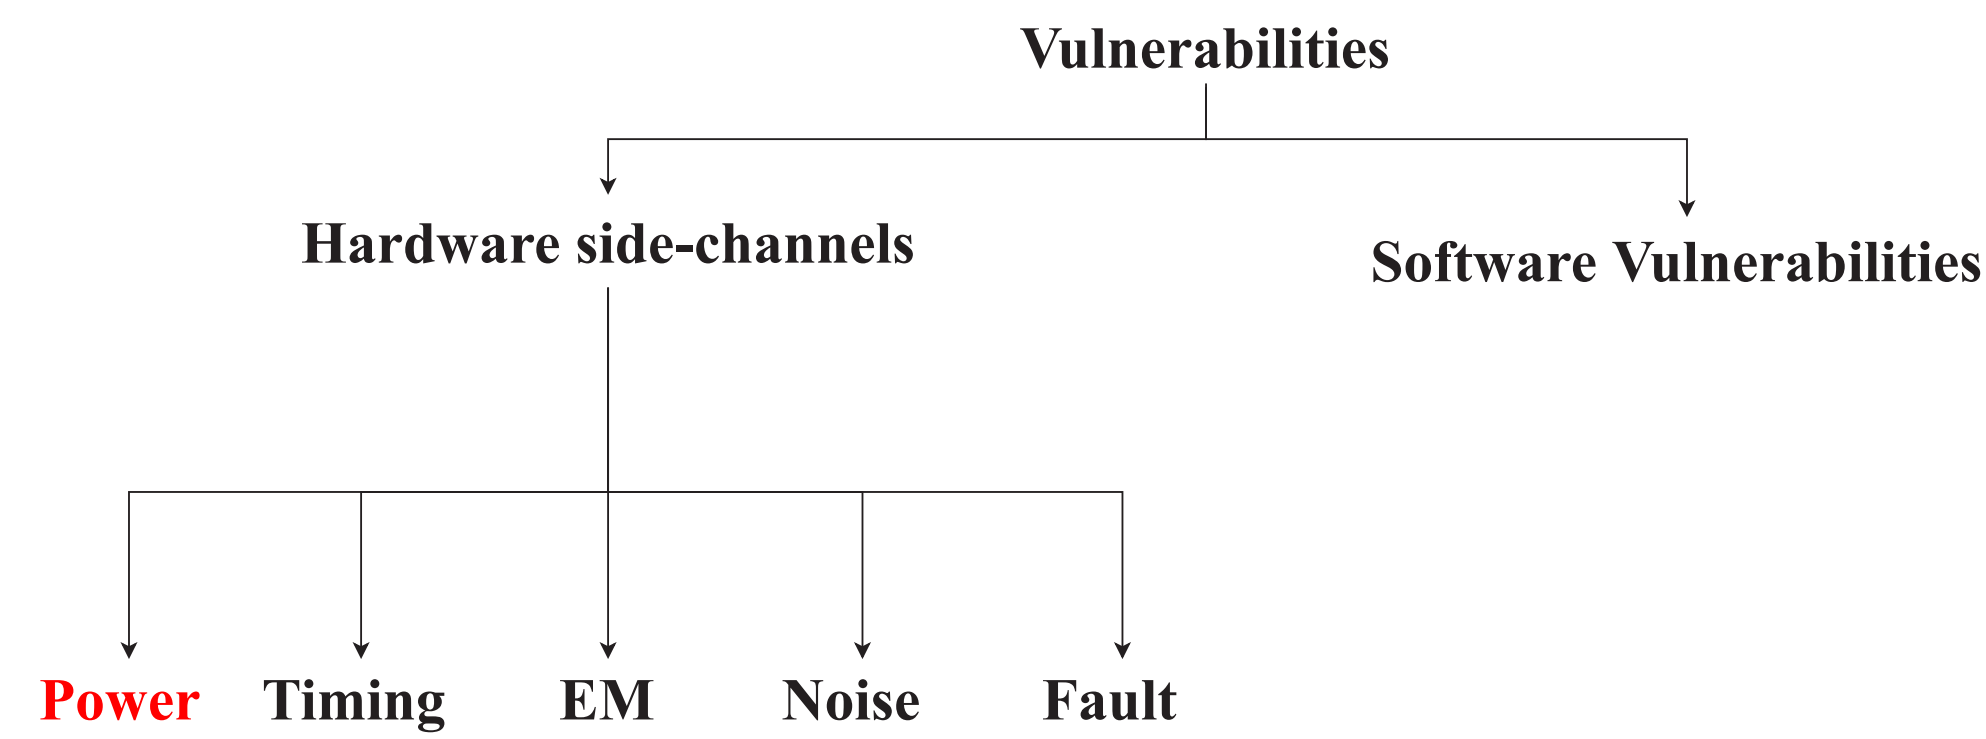 Vulnerabilities
Hardware side-channels
Software Vulnerabilities
Power
Timing
EM
Noise
Fault